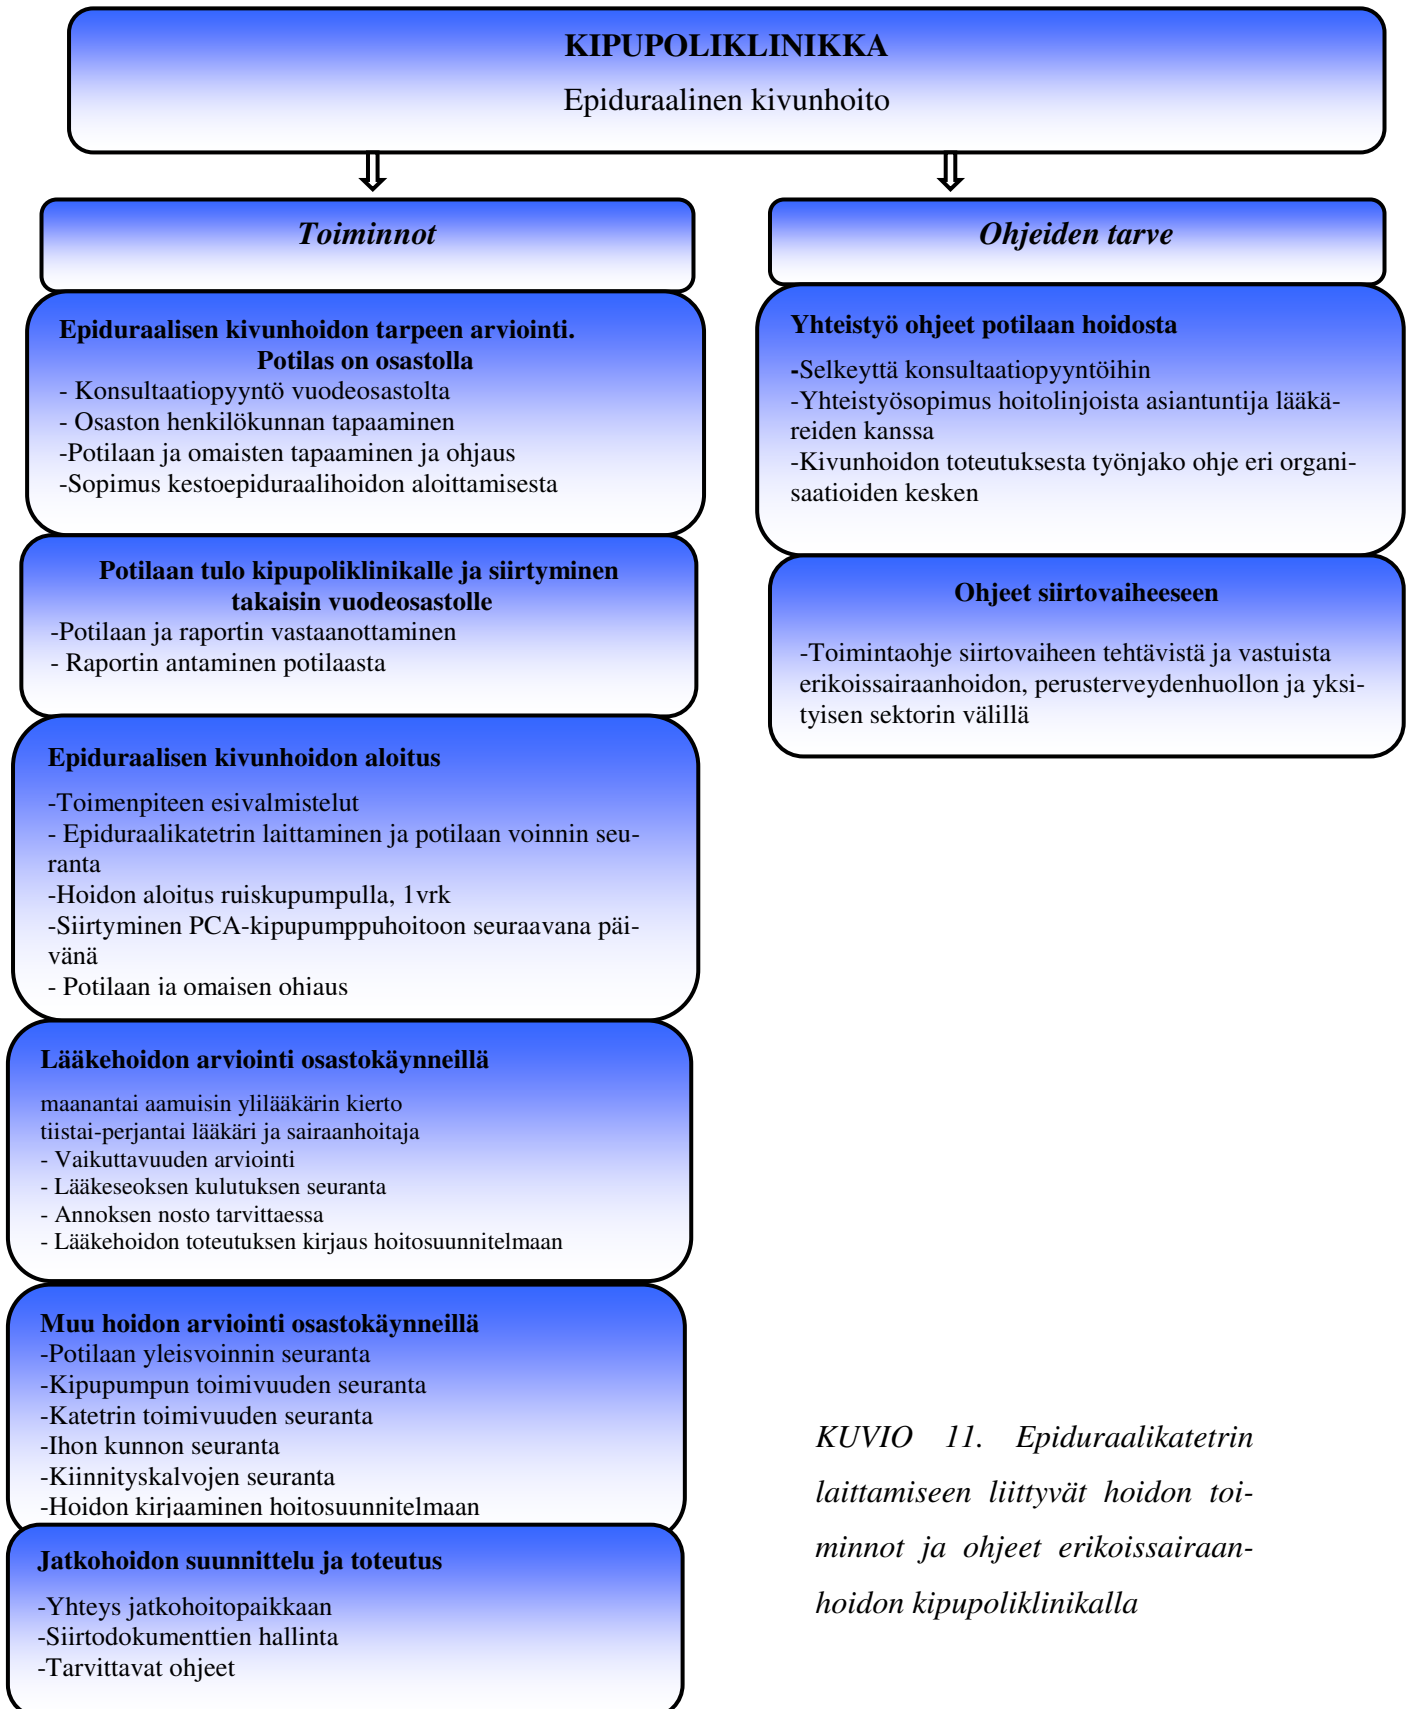 KIPUPOLIKLINIKKA
Epiduraalinen kivunhoito
Toiminnot
Epiduraalisen kivunhoidon tarpeen arviointi.
Potilas on osastolla
- Konsultaatiopyyntö vuodeosastolta
- Osaston henkilökunnan tapaaminen
-Potilaan ja omaisten tapaaminen ja ohjaus
-Sopimus kestoepiduraalihoidon aloittamisesta
Potilaan tulo kipupoliklinikalle ja siirtyminen
takaisin vuodeosastolle
-Potilaan ja raportin vastaanottaminen
- Raportin antaminen potilaasta
Epiduraalisen kivunhoidon aloitus
-Toimenpiteen esivalmistelut
- Epiduraalikatetrin laittaminen ja potilaan voinnin seu-
ranta
-Hoidon aloitus ruiskupumpulla, 1vrk
-Siirtyminen PCA-kipupumppuhoitoon seuraavana päi-
vänä
- Potilaan ja omaisen ohjaus
Lääkehoidon arviointi osastokäynneillä
maanantai aamuisin ylilääkärin kierto
tiistai-perjantai lääkäri ja sairaanhoitaja
- Vaikuttavuuden arviointi
- Lääkeseoksen kulutuksen seuranta
- Annoksen nosto tarvittaessa
- Lääkehoidon toteutuksen kirjaus hoitosuunnitelmaan
Muu hoidon arviointi osastokäynneillä
-Potilaan yleisvoinnin seuranta
-Kipupumpun toimivuuden seuranta
-Katetrin toimivuuden seuranta
-Ihon kunnon seuranta
-Kiinnityskalvojen seuranta
-Hoidon kirjaaminen hoitosuunnitelmaan
Jatkohoidon suunnittelu ja toteutus
-Yhteys jatkohoitopaikkaan
-Siirtodokumenttien hallinta
-Tarvittavat ohjeet
Ohjeiden tarve
Yhteistyö ohjeet potilaan hoidosta
-Selkeyttä konsultaatiopyyntöihin
-Yhteistyösopimus hoitolinjoista asiantuntija lääkä-
reiden kanssa
-Kivunhoidon toteutuksesta työnjako ohje eri organi-
saatioiden kesken
Ohjeet siirtovaiheeseen
-Toimintaohje siirtovaiheen tehtävistä ja vastuista
erikoissairaanhoidon, perusterveydenhuollon ja yksi-
tyisen sektorin välillä
KUVIO 11. Epiduraalikatetrin
laittamiseen liittyvät hoidon toi-
minnot ja ohjeet erikoissairaan-
hoidon kipupoliklinikalla